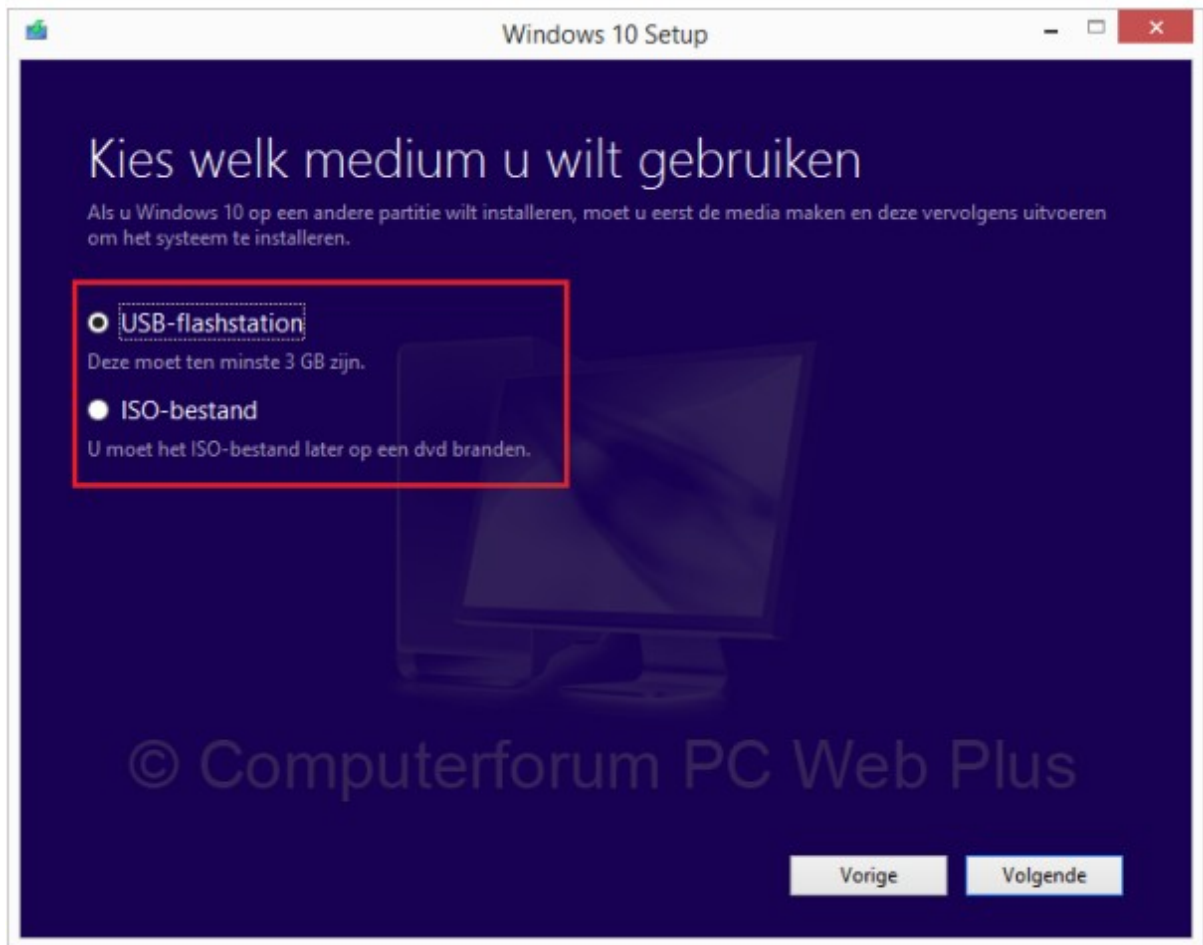 Windows 10 Setup
Kies welk medium u wilt gebruiken
Als u Windows 10 op een andere partitie wilt installeren, moet u eerst de media maken en deze vervolgens uitvoeren
om het systeem te installeren.
USB-flashstation
Deze moet ten minste 3 GB zijn.
ISO-bestand
U moet het ISO-bestand later op een dvd branden.
© Computerforum PC Web Plus
Vorige Volgende